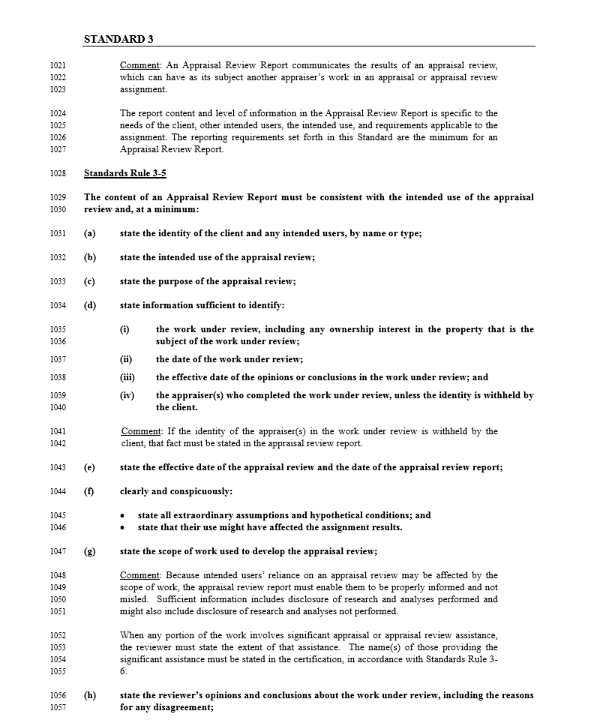 STANDARD 3
1021 Comment: An Appraisal Review Report communicates the results of an appraisal review,
1022 which can have as its subject another appraiser's work in an appraisal or appraisal review
1023 assignment.
1024 The report content and level of information in the Appraisal Review Report is specific to the
1025 needs of the client, other intended users, the intended use, and requirements applicable to the
1026 assignment. The reporting requirements set forth in this Standard are the minimum for an
1027 Appraisal Review Report.
1028 Standards Rule 3-5
1029 The content of an Appraisal Review Report must be consistent with the intended use of the appraisal
1030 review and, at a minimum:
1031 (a) state the identity of the client and any intended users, by name or type;
1032 (b) state the intended use of the appraisal review;
1033 (c) state the purpose of the appraisal review;
1034 (d) state information sufficient to identify:
1035 (i) the work under review, including any ownership interest in the property that is the
1036 subject of the work under review;
1037 (ii) the date of the work under review;
1038 (iii) the effective date of the opinions or conclusions in the work under review; and
1039 (iv) the appraiser(s) who completed the work under review, unless the identity is withheld by
1040 the client.
1041 Comment: If the identity of the appraiser(s) in the work under review is withheld by the
1042 client, that fact must be stated in the appraisal review report.
1043 (e) state the effective date of the appraisal review and the date of the appraisal review report;
1044 (f) clearly and conspicuously:
1045 • state all extraordinary assumptions and hypothetical conditions; and
1046 • state that their use might have affected the assignment results.
1047 (g) state the scope of work used to develop the appraisal review;
1048 Comment: Because intended users' reliance on an appraisal review may be affected by the
1049 scope of work, the appraisal review report must enable them to be properly informed and not
1050 misled. Sufficient information includes disclosure of research and analyses performed and
1051 might also include disclosure of research and analyses not performed.
1052 When any portion of the work involves significant appraisal or appraisal review assistance,
1053 the reviewer must state the extent of that assistance. The name(s) of those providing the
1054 significant assistance must be stated in the certification, in accordance with Standards Rule 3-
1055 6.
1056 (h) state the reviewer's opinions and conclusions about the work under review, including the reasons
1057 for any disagreement;